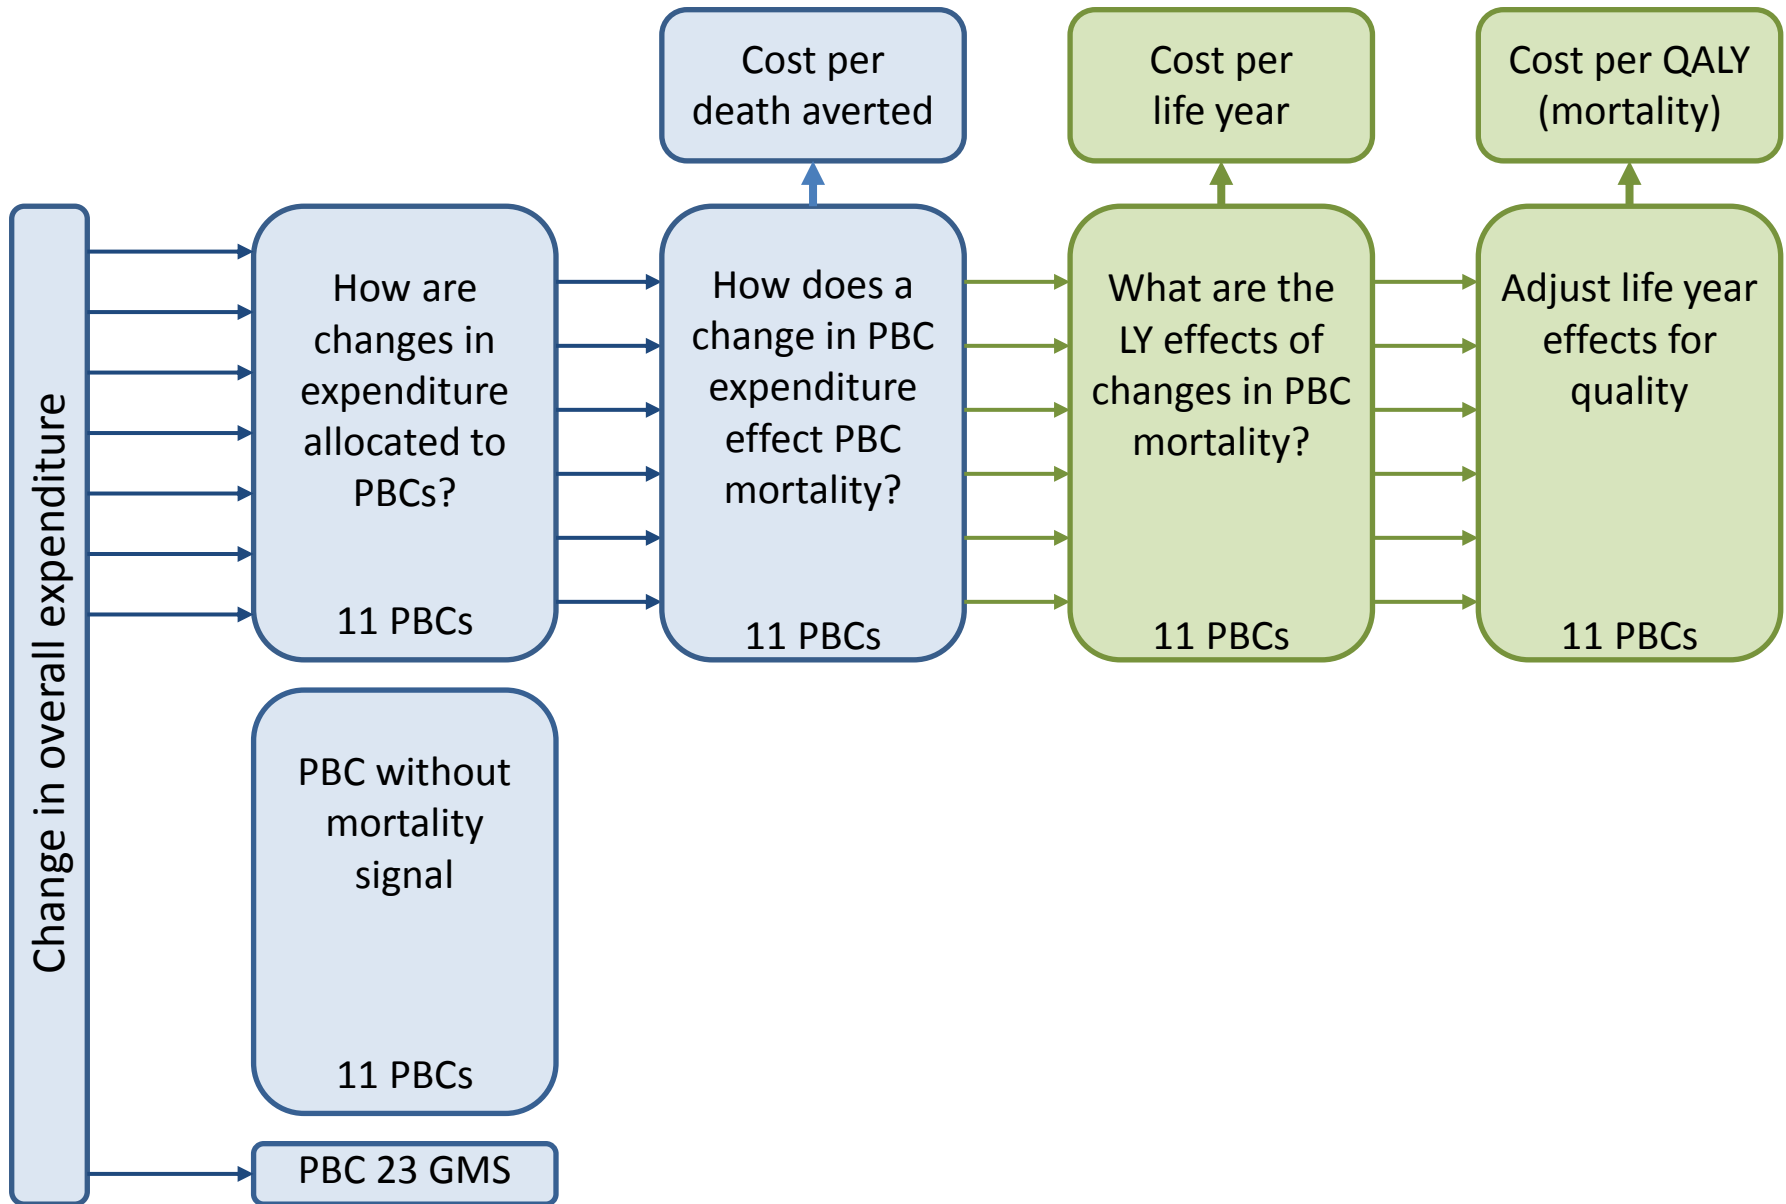 Change in overall expenditure
Cost per
death averted
Cost per
life year
Cost per QALY
(mortality)
How are
changes in
expenditure
allocated to
PBCs?
11 PBCs
How does a
change in PBC
expenditure
effect PBC
mortality?
11 PBCs
What are the
LY effects of
changes in PBC
mortality?
11 PBCs
Adjust life year
effects for
quality
11 PBCs
PBC without
mortality
signal
11 PBCs
PBC 23 GMS